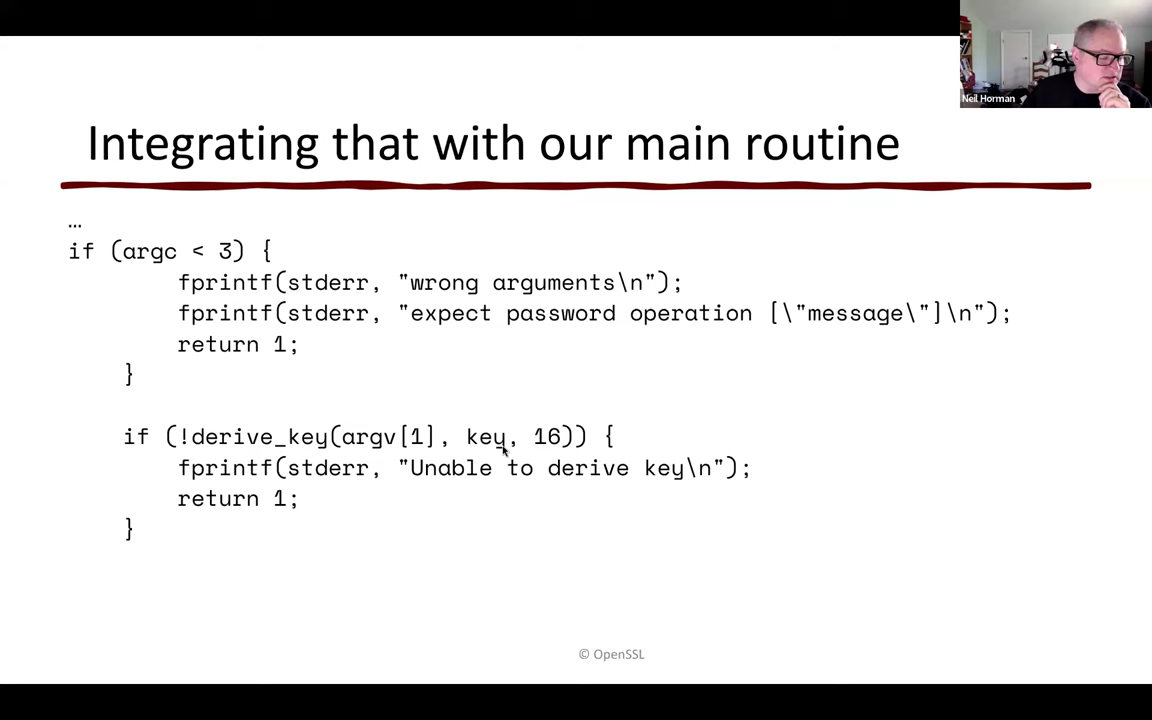 Neil Horman
Integrating that with our main routine
…
if (argc < 3) {
fprintf(stderr, "wrong arguments\n");
fprintf(stderr, "expect password operation [\"message\"]\n");
return 1;
}
if (!derive_key(argv[1], key, 16)) {
fprintf(stderr, "Unable to derive key\n");
return 1;
}
© OpenSSL